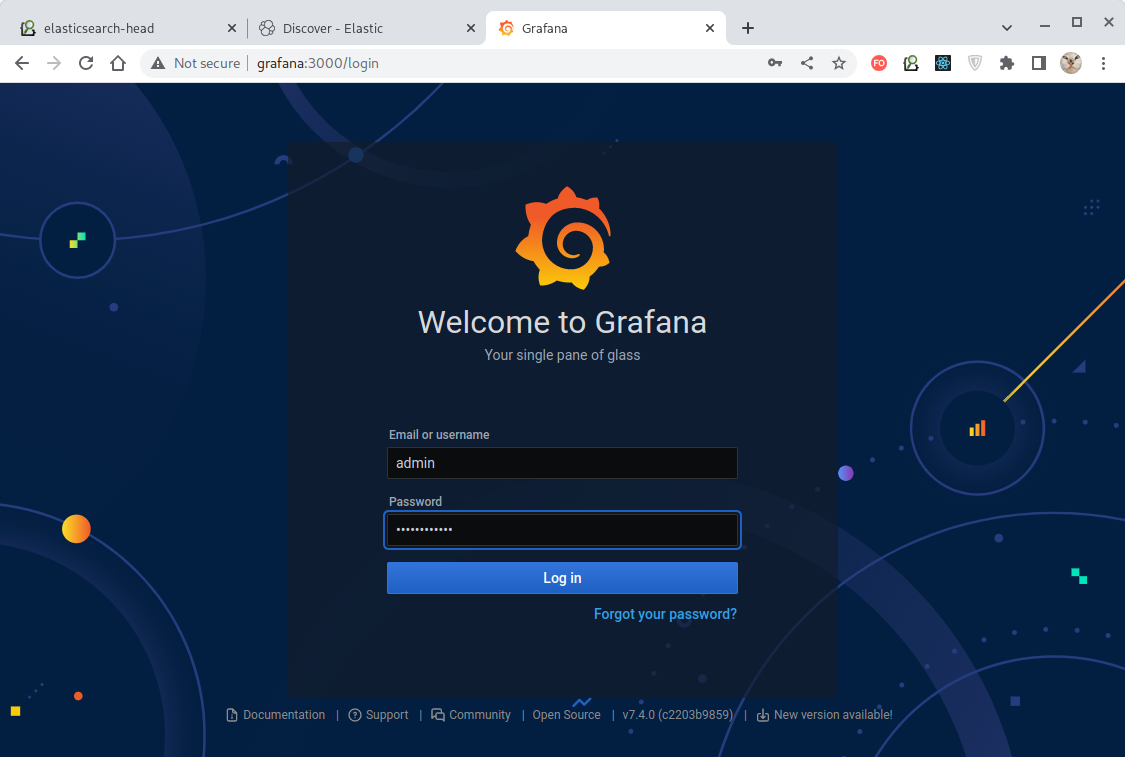 elasticsearch-head
Discover - Elastic
Grafana
Not secure
grafana:3000/login
FO
Welcome to Grafana
Your single pane of glass
Email or username
admin
Password
••••••••••••
Log in
Forgot your password?
Documentation | Support | Community | Open Source | v7.4.0 (c2203b9859) | New version available!